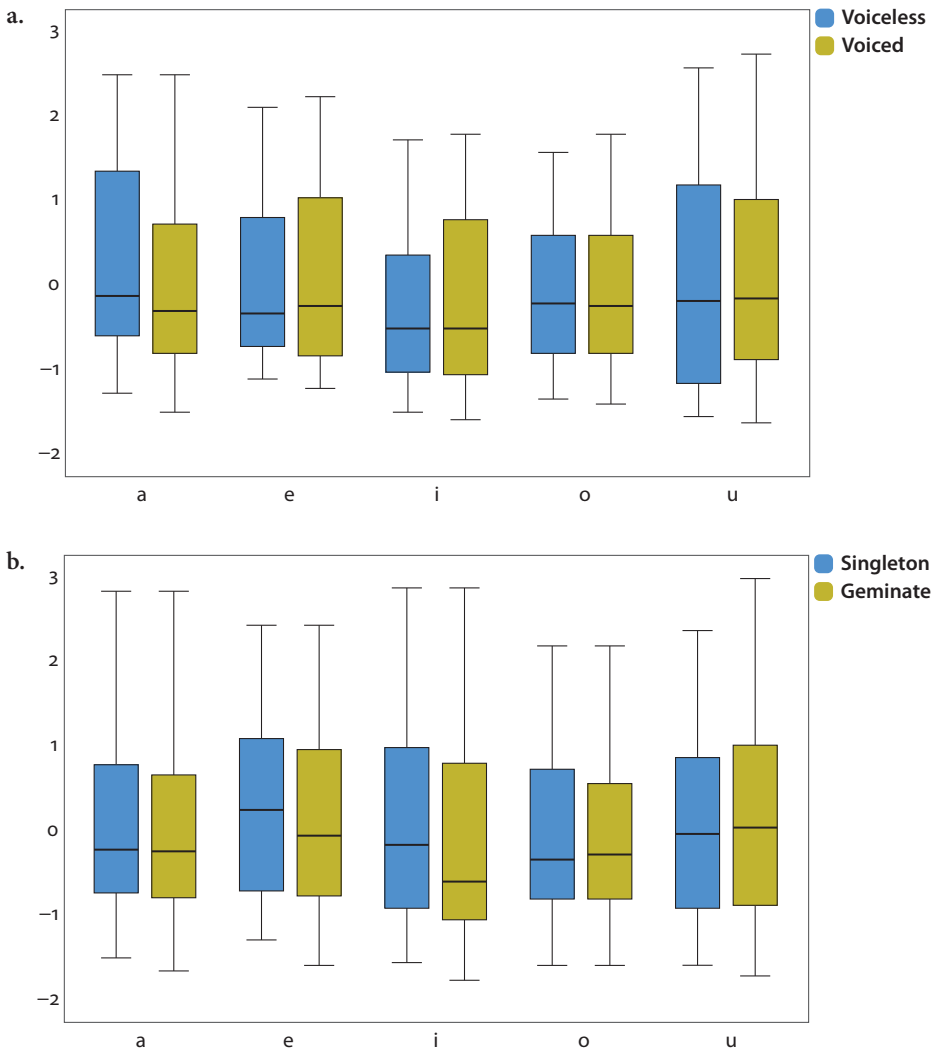 a.
Voiceless
Voiced
3
2
1
0
−1
−2
a e i o u
b.
Singleton
Geminate
3
2
1
0
−1
−2
a e i o u